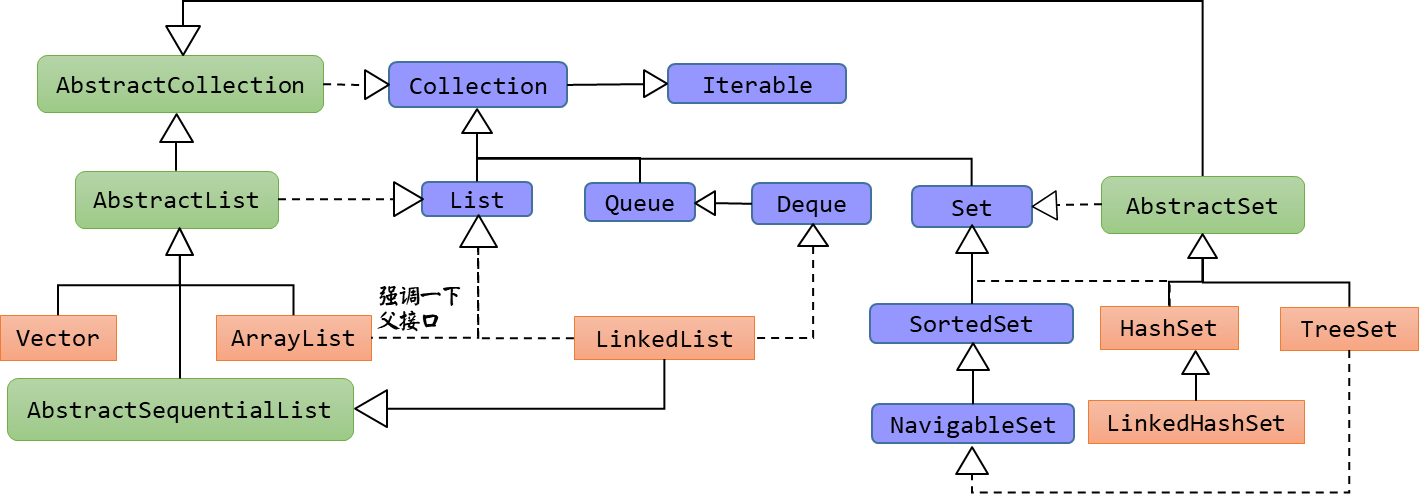 AbstractCollection
Collection
Iterable
AbstractList
List
Queue
Deque
Set
AbstractSet
强调一下
父接口
Vector
ArrayList
LinkedList
SortedSet
HashSet
TreeSet
AbstractSequentialList
NavigableSet
LinkedHashSet